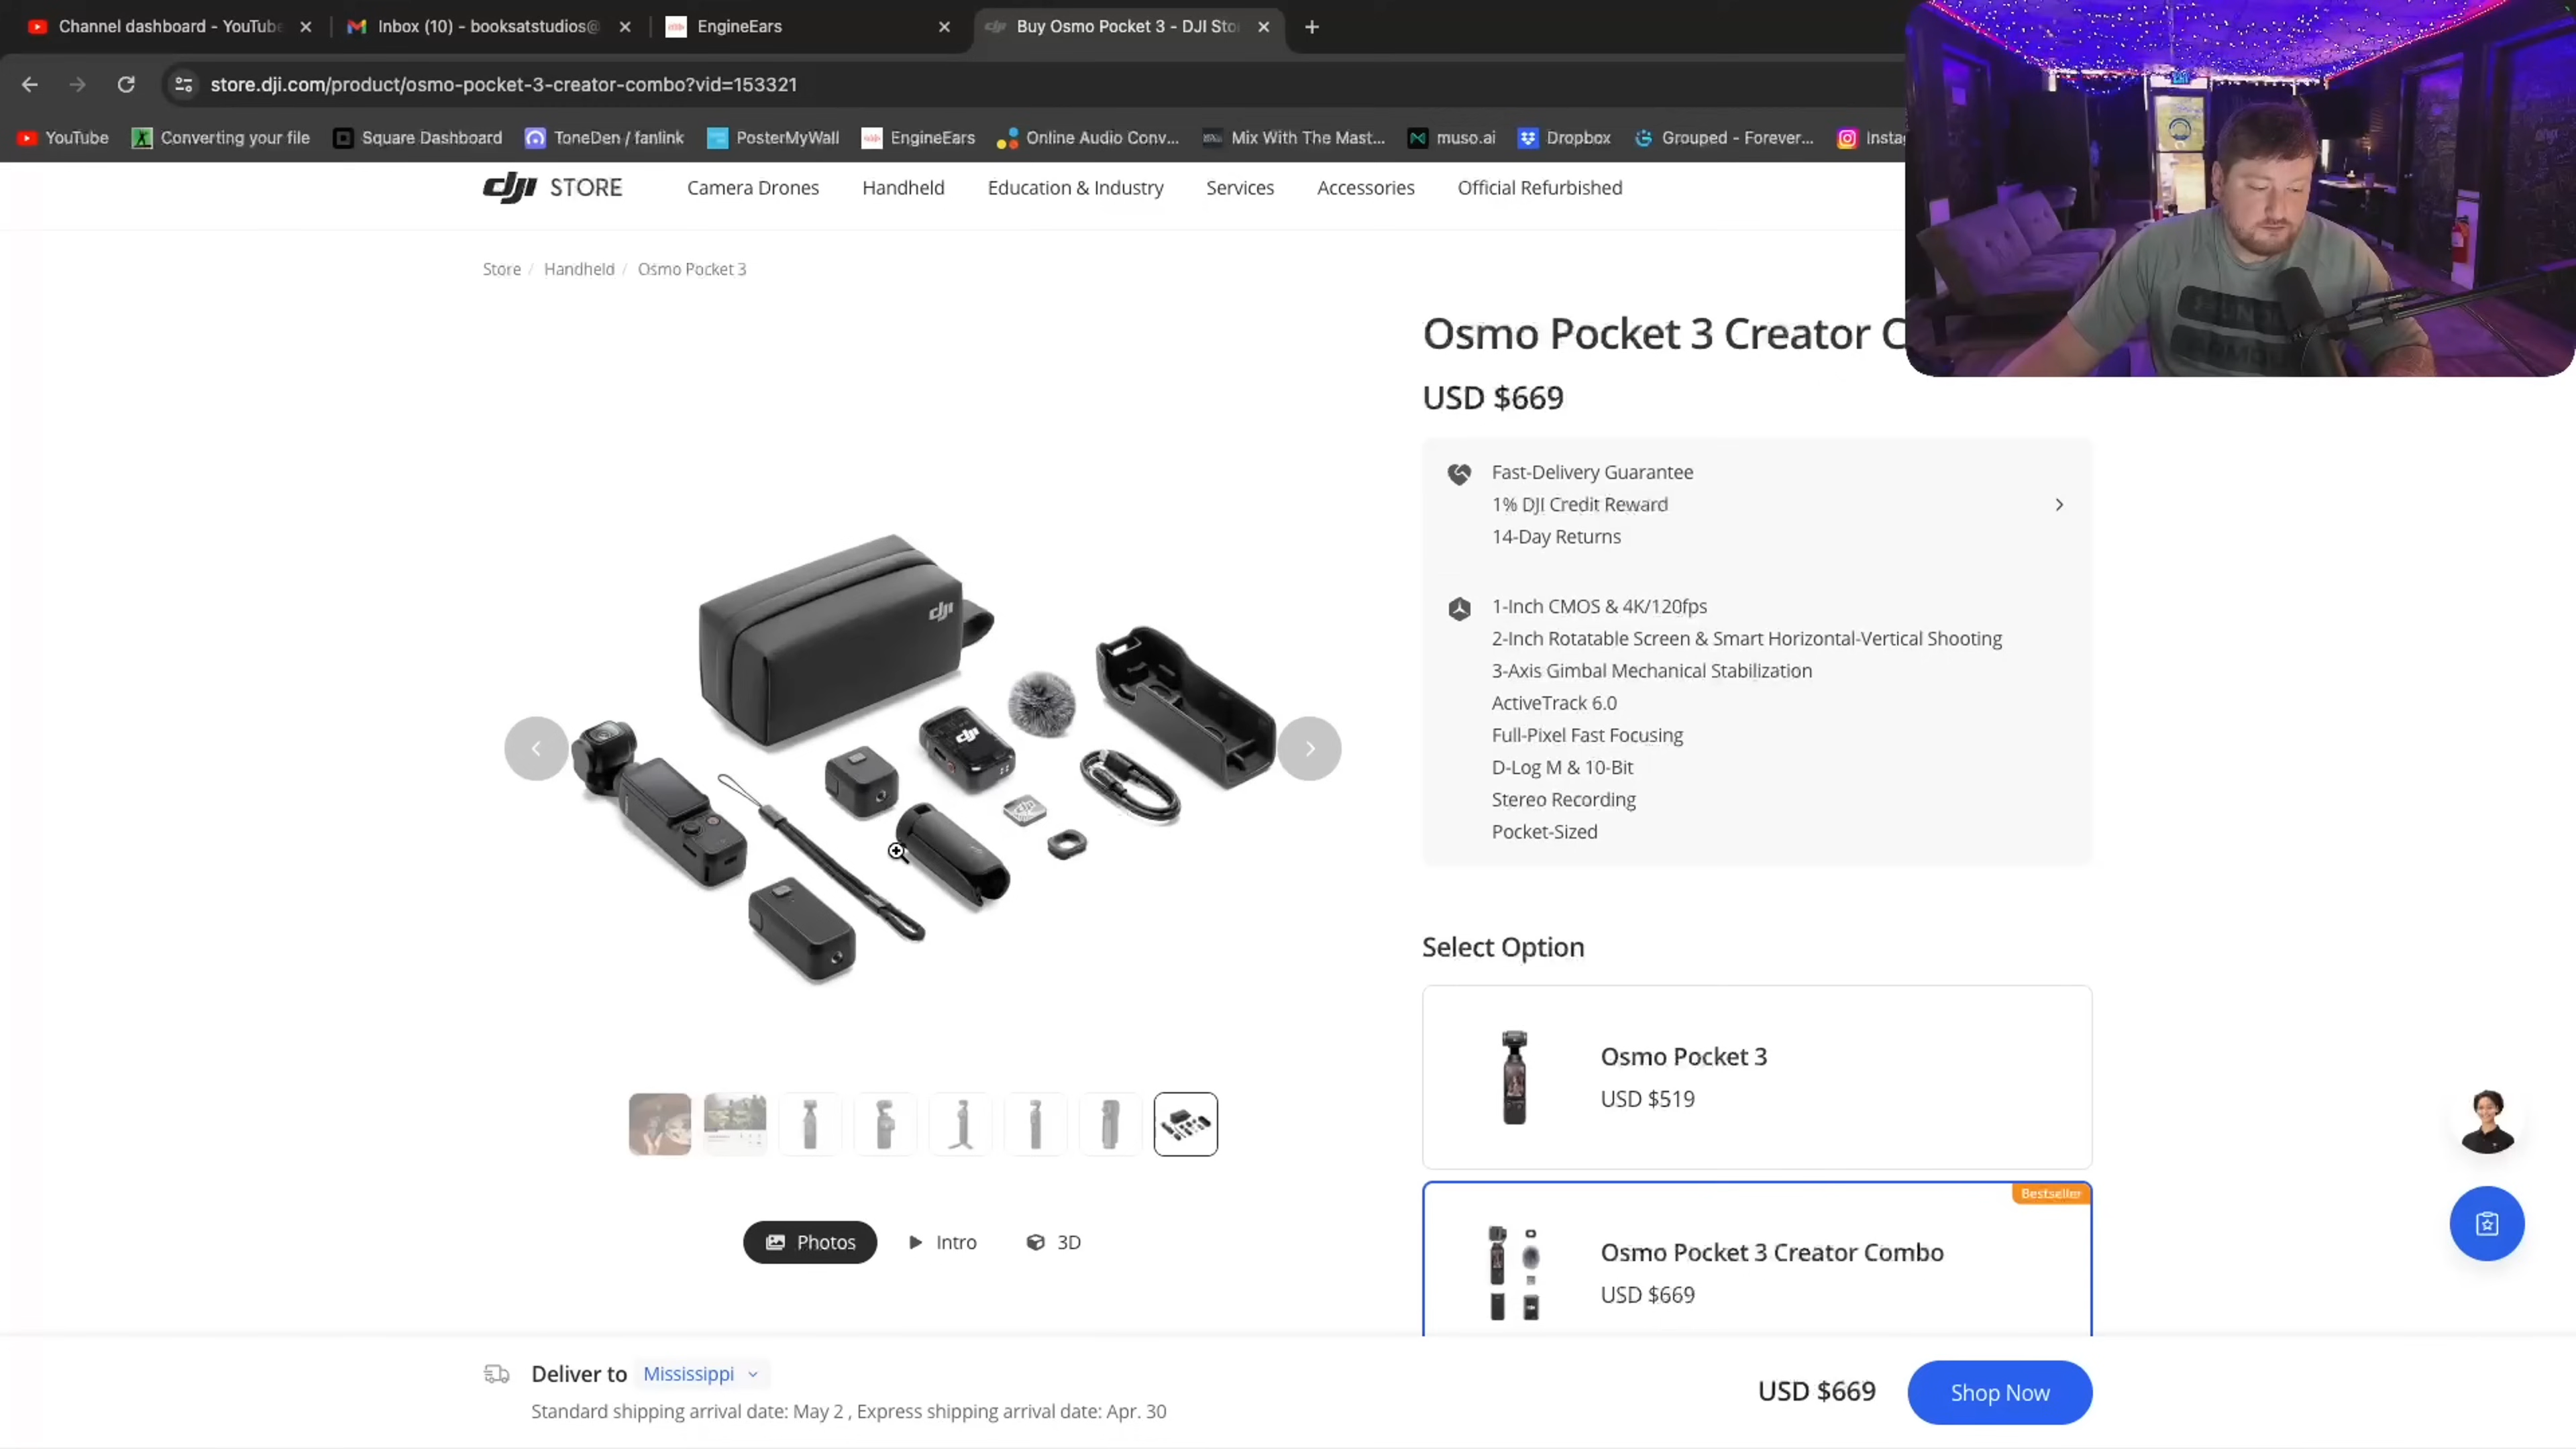 Channel dashboard - YouTube
Inbox (10) - booksatstudios@
EngineEars
Buy Osmo Pocket 3 - DJI Sto
store.dji.com/product/osmo-pocket-3-creator-combo?vid=153321
YouTube
Converting your file
Square Dashboard
ToneDen / fanlink
PosterMyWall
EngineEars
Online Audio Conv...
Mix With The Mast...
muso.ai
Dropbox
Grouped - Forever...
Insta
dji STORE
Camera Drones
Handheld
Education & Industry
Services
Accessories
Official Refurbished
Store / Handheld / Osmo Pocket 3
Osmo Pocket 3 Creator C
USD $669
Fast-Delivery Guarantee
1% DJI Credit Reward
14-Day Returns
1-Inch CMOS & 4K/120fps
2-Inch Rotatable Screen & Smart Horizontal-Vertical Shooting
3-Axis Gimbal Mechanical Stabilization
ActiveTrack 6.0
Full-Pixel Fast Focusing
D-Log M & 10-Bit
Stereo Recording
Pocket-Sized
dji
dji
Select Option
Osmo Pocket 3
USD $519
Bestseller
Osmo Pocket 3 Creator Combo
USD $669
Photos
Intro
3D
Deliver to Mississippi
Standard shipping arrival date: May 2 , Express shipping arrival date: Apr. 30
USD $669
Shop Now